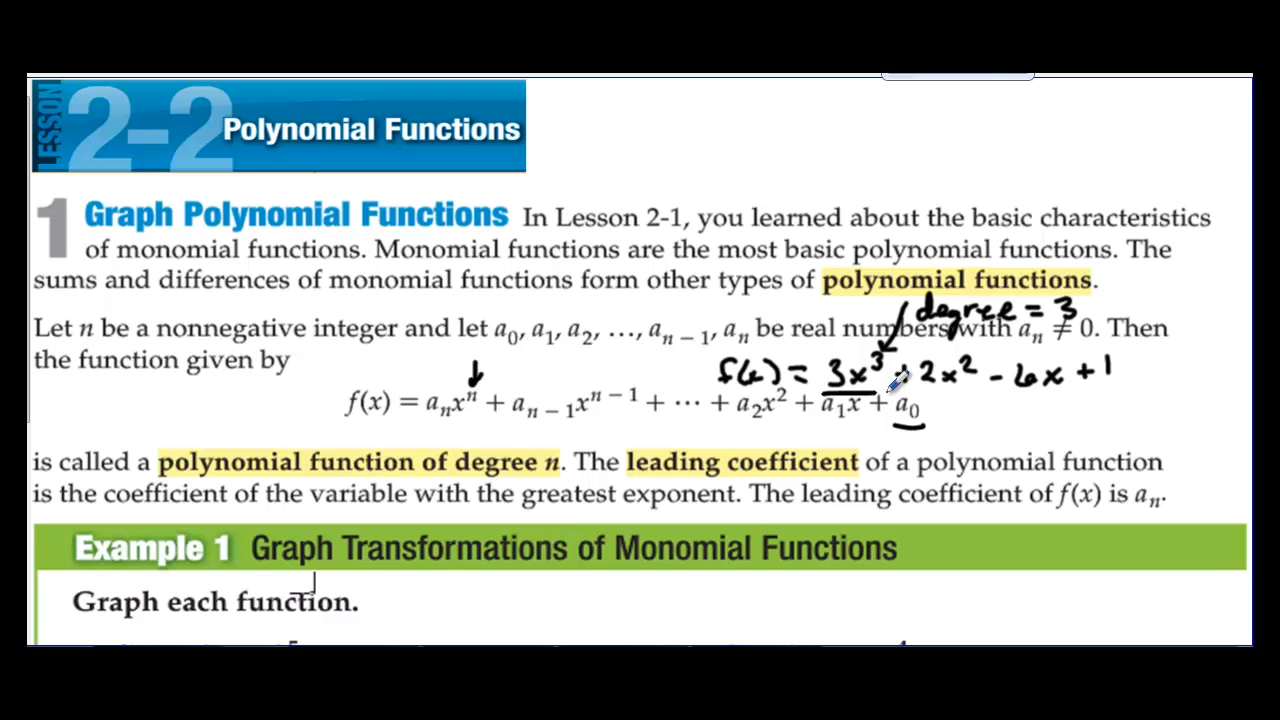 LESSON 2-2 Polynomial Functions
1 Graph Polynomial Functions In Lesson 2-1, you learned about the basic characteristics
of monomial functions. Monomial functions are the most basic polynomial functions. The
sums and differences of monomial functions form other types of polynomial functions.
degree = 3
Let n be a nonnegative integer and let a₀, a₁, a₂, …, aₙ₋₁, aₙ be real numbers with aₙ ≠ 0. Then
the function given by
f(x) = 3x³ + 2x² - 6x + 1
f(x) = aₙxⁿ + aₙ₋₁xⁿ⁻¹ + ⋯ + a₂x² + a₁x + a₀
is called a polynomial function of degree n. The leading coefficient of a polynomial function
is the coefficient of the variable with the greatest exponent. The leading coefficient of f(x) is aₙ.
Example 1 Graph Transformations of Monomial Functions
Graph each function.